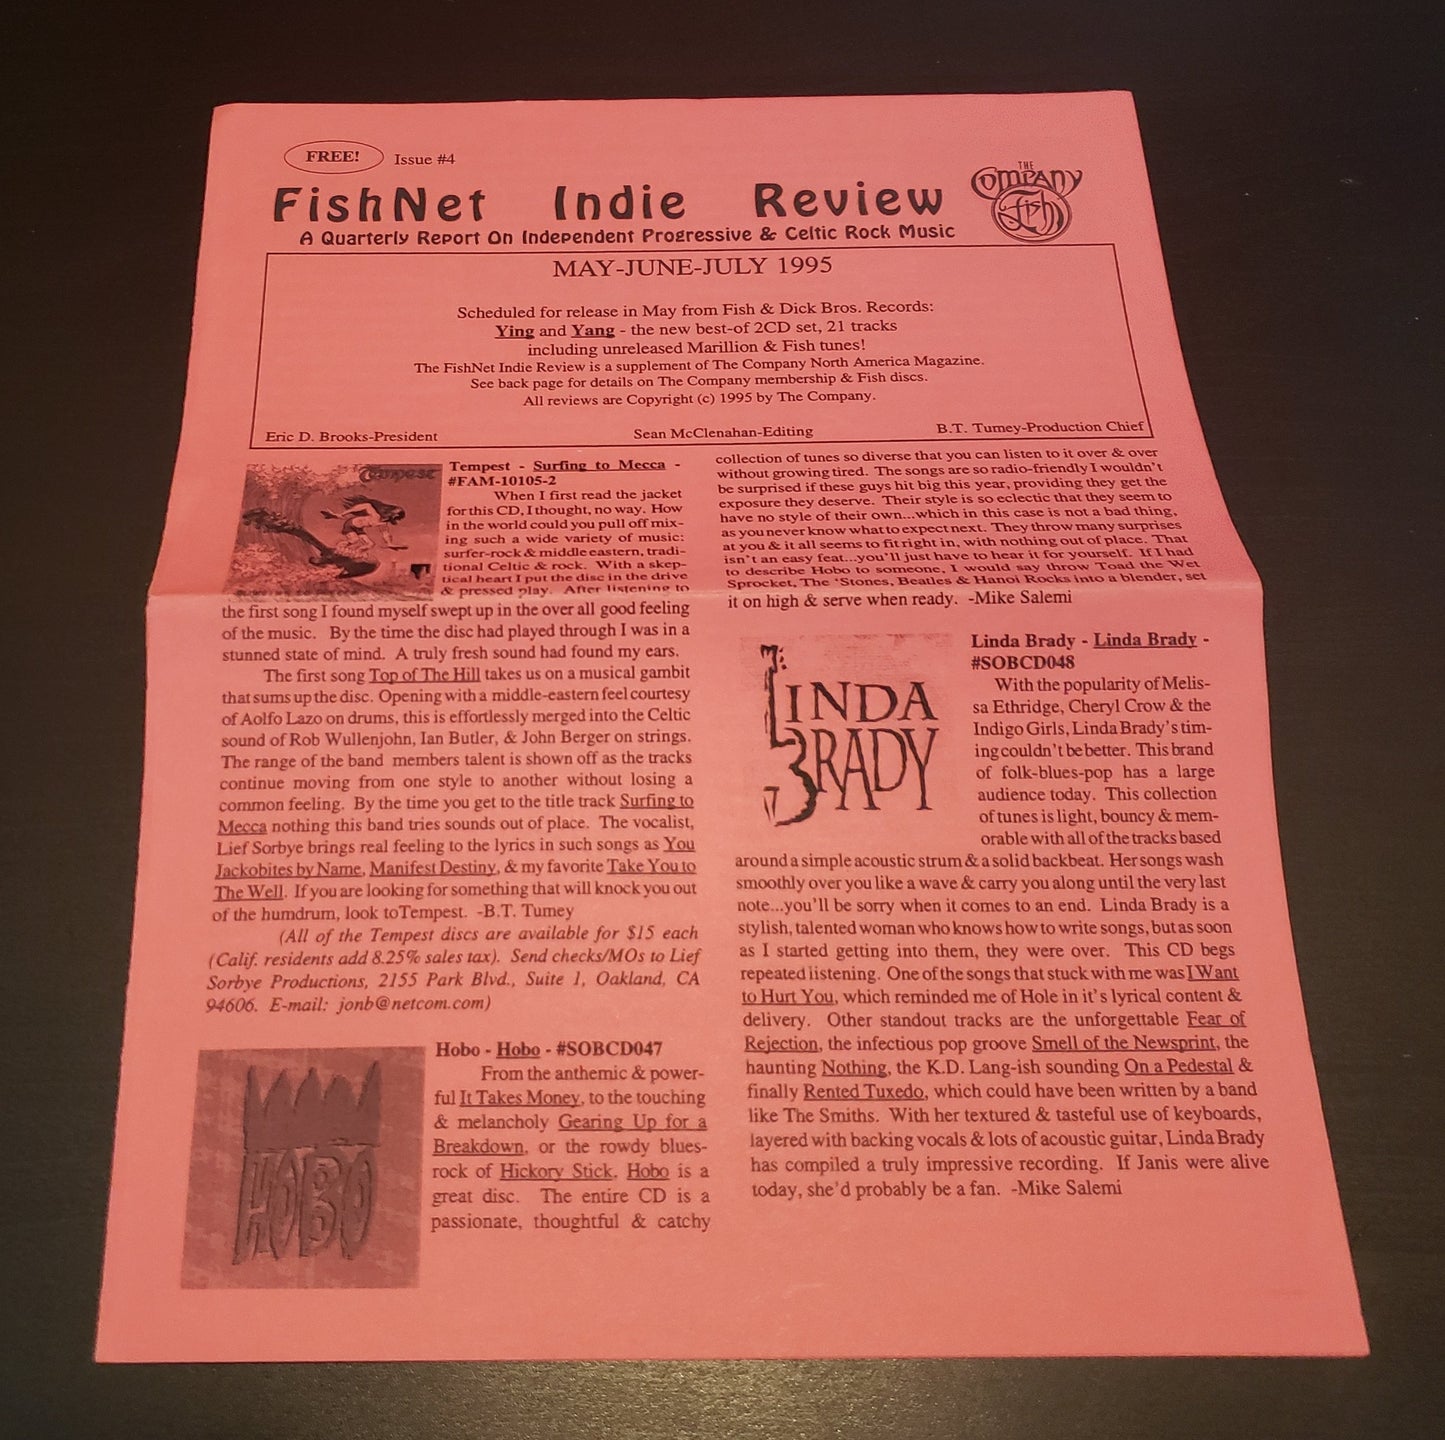 FREE! Issue #4
FishNet Indie Review
THE
COMPANY
Fish
A Quarterly Report On Independent Progressive & Celtic Rock Music
MAY-JUNE-JULY 1995
Scheduled for release in May from Fish & Dick Bros. Records:
Ying and Yang - the new best-of 2CD set, 21 tracks
including unreleased Marillion & Fish tunes!
The FishNet Indie Review is a supplement of The Company North America Magazine.
See back page for details on The Company membership & Fish discs.
All reviews are Copyright (c) 1995 by The Company.
Eric D. Brooks-President Sean McClenahan-Editing B.T. Tumey-Production Chief
Tempest
Tempest - Surfing to Mecca -
#FAM-10105-2
When I first read the jacket
for this CD, I thought, no way. How
in the world could you pull off mix-
ing such a wide variety of music:
surfer-rock & middle eastern, tradi-
tional Celtic & rock. With a skep-
tical heart I put the disc in the drive
& pressed play. After listening to
the first song I found myself swept up in the over all good feeling
of the music. By the time the disc had played through I was in a
stunned state of mind. A truly fresh sound had found my ears.
The first song Top of The Hill takes us on a musical gambit
that sums up the disc. Opening with a middle-eastern feel courtesy
of Aolfo Lazo on drums, this is effortlessly merged into the Celtic
sound of Rob Wullenjohn, Ian Butler, & John Berger on strings.
The range of the band members talent is shown off as the tracks
continue moving from one style to another without losing a
common feeling. By the time you get to the title track Surfing to
Mecca nothing this band tries sounds out of place. The vocalist,
Lief Sorbye brings real feeling to the lyrics in such songs as You
Jackobites by Name, Manifest Destiny, & my favorite Take You to
The Well. If you are looking for something that will knock you out
of the humdrum, look toTempest. -B.T. Tumey
(All of the Tempest discs are available for $15 each
(Calif. residents add 8.25% sales tax). Send checks/MOs to Lief
Sorbye Productions, 2155 Park Blvd., Suite 1, Oakland, CA
94606. E-mail: jonb@netcom.com)
HOBO
Hobo - Hobo - #SOBCD047
From the anthemic & power-
ful It Takes Money, to the touching
& melancholy Gearing Up for a
Breakdown, or the rowdy blues-
rock of Hickory Stick, Hobo is a
great disc. The entire CD is a
passionate, thoughtful & catchy
collection of tunes so diverse that you can listen to it over & over
without growing tired. The songs are so radio-friendly I wouldn't
be surprised if these guys hit big this year, providing they get the
exposure they deserve. Their style is so eclectic that they seem to
have no style of their own...which in this case is not a bad thing,
as you never know what to expect next. They throw many surprises
at you & it all seems to fit right in, with nothing out of place. That
isn't an easy feat...you'll just have to hear it for yourself. If I had
to describe Hobo to someone, I would say throw Toad the Wet
Sprocket, The 'Stones, Beatles & Hanoi Rocks into a blender, set
it on high & serve when ready. -Mike Salemi
LINDA
BRADY
Linda Brady - Linda Brady -
#SOBCD048
With the popularity of Melis-
sa Ethridge, Cheryl Crow & the
Indigo Girls, Linda Brady's tim-
ing couldn't be better. This brand
of folk-blues-pop has a large
audience today. This collection
of tunes is light, bouncy & mem-
orable with all of the tracks based
around a simple acoustic strum & a solid backbeat. Her songs wash
smoothly over you like a wave & carry you along until the very last
note...you'll be sorry when it comes to an end. Linda Brady is a
stylish, talented woman who knows how to write songs, but as soon
as I started getting into them, they were over. This CD begs
repeated listening. One of the songs that stuck with me was I Want
to Hurt You, which reminded me of Hole in it's lyrical content &
delivery. Other standout tracks are the unforgettable Fear of
Rejection, the infectious pop groove Smell of the Newsprint, the
haunting Nothing, the K.D. Lang-ish sounding On a Pedestal &
finally Rented Tuxedo, which could have been written by a band
like The Smiths. With her textured & tasteful use of keyboards,
layered with backing vocals & lots of acoustic guitar, Linda Brady
has compiled a truly impressive recording. If Janis were alive
today, she'd probably be a fan. -Mike Salemi